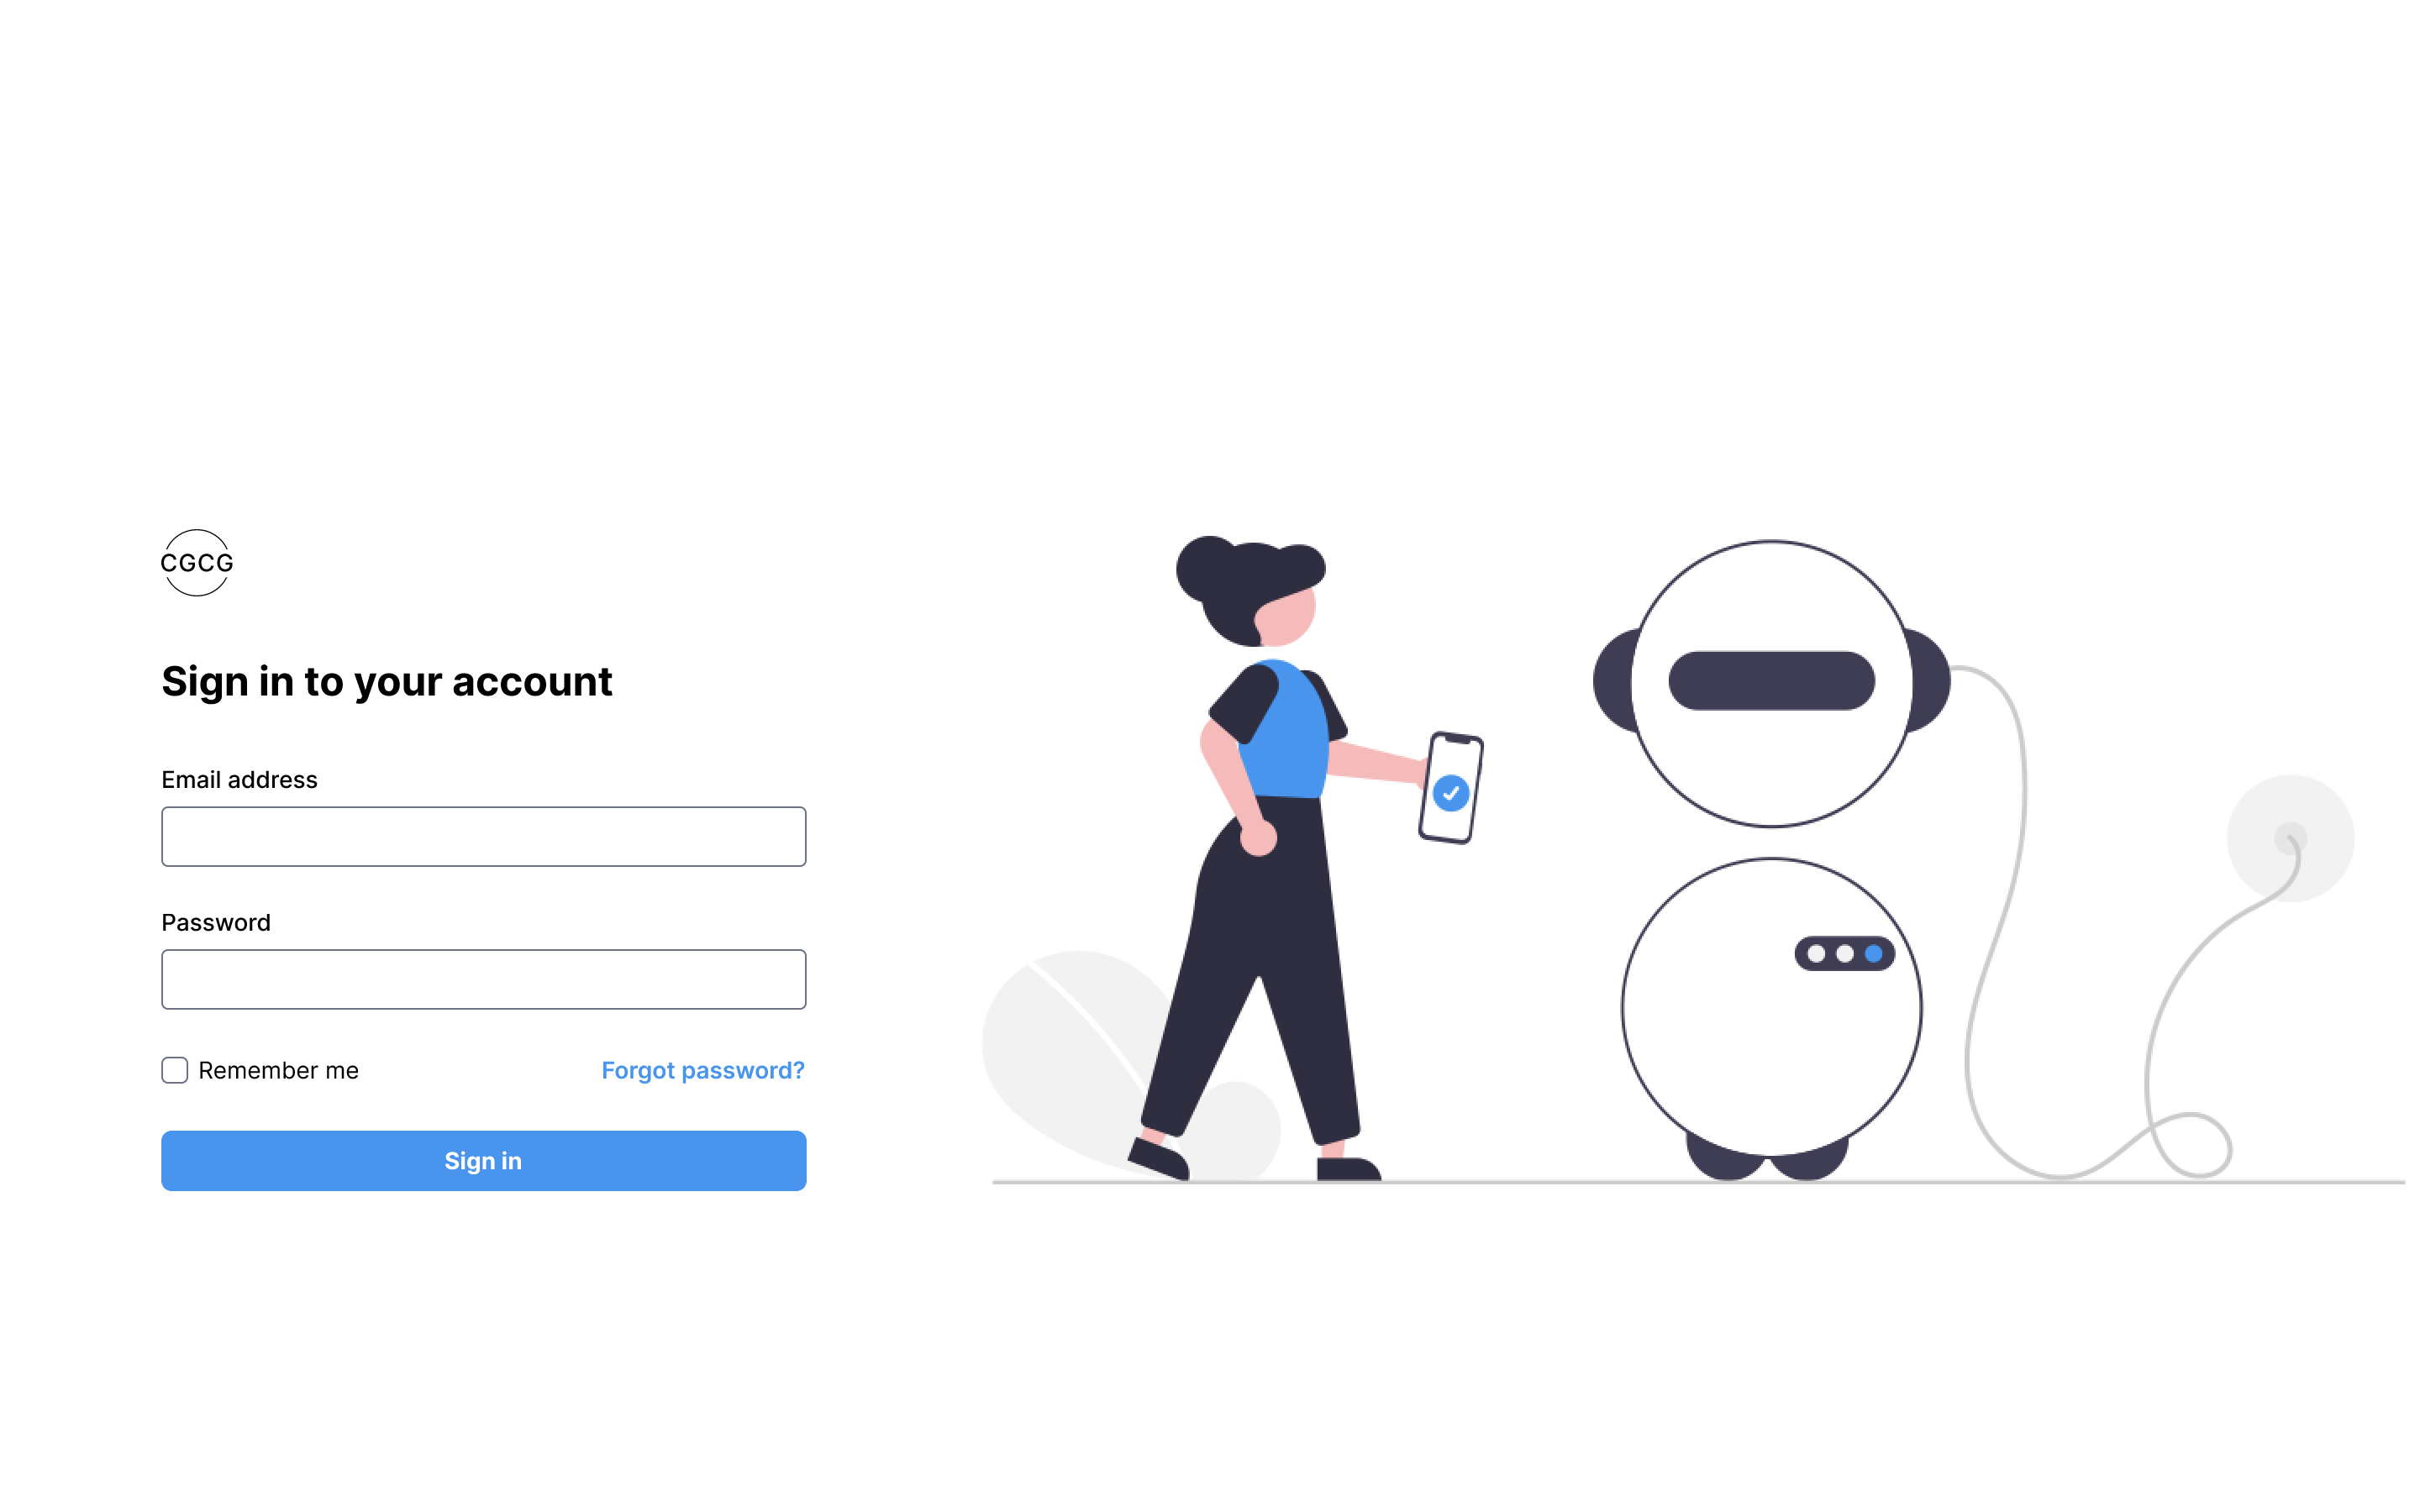 CGCG
Sign in to your account
Email address
Password
Remember me
Forgot password?
Sign in